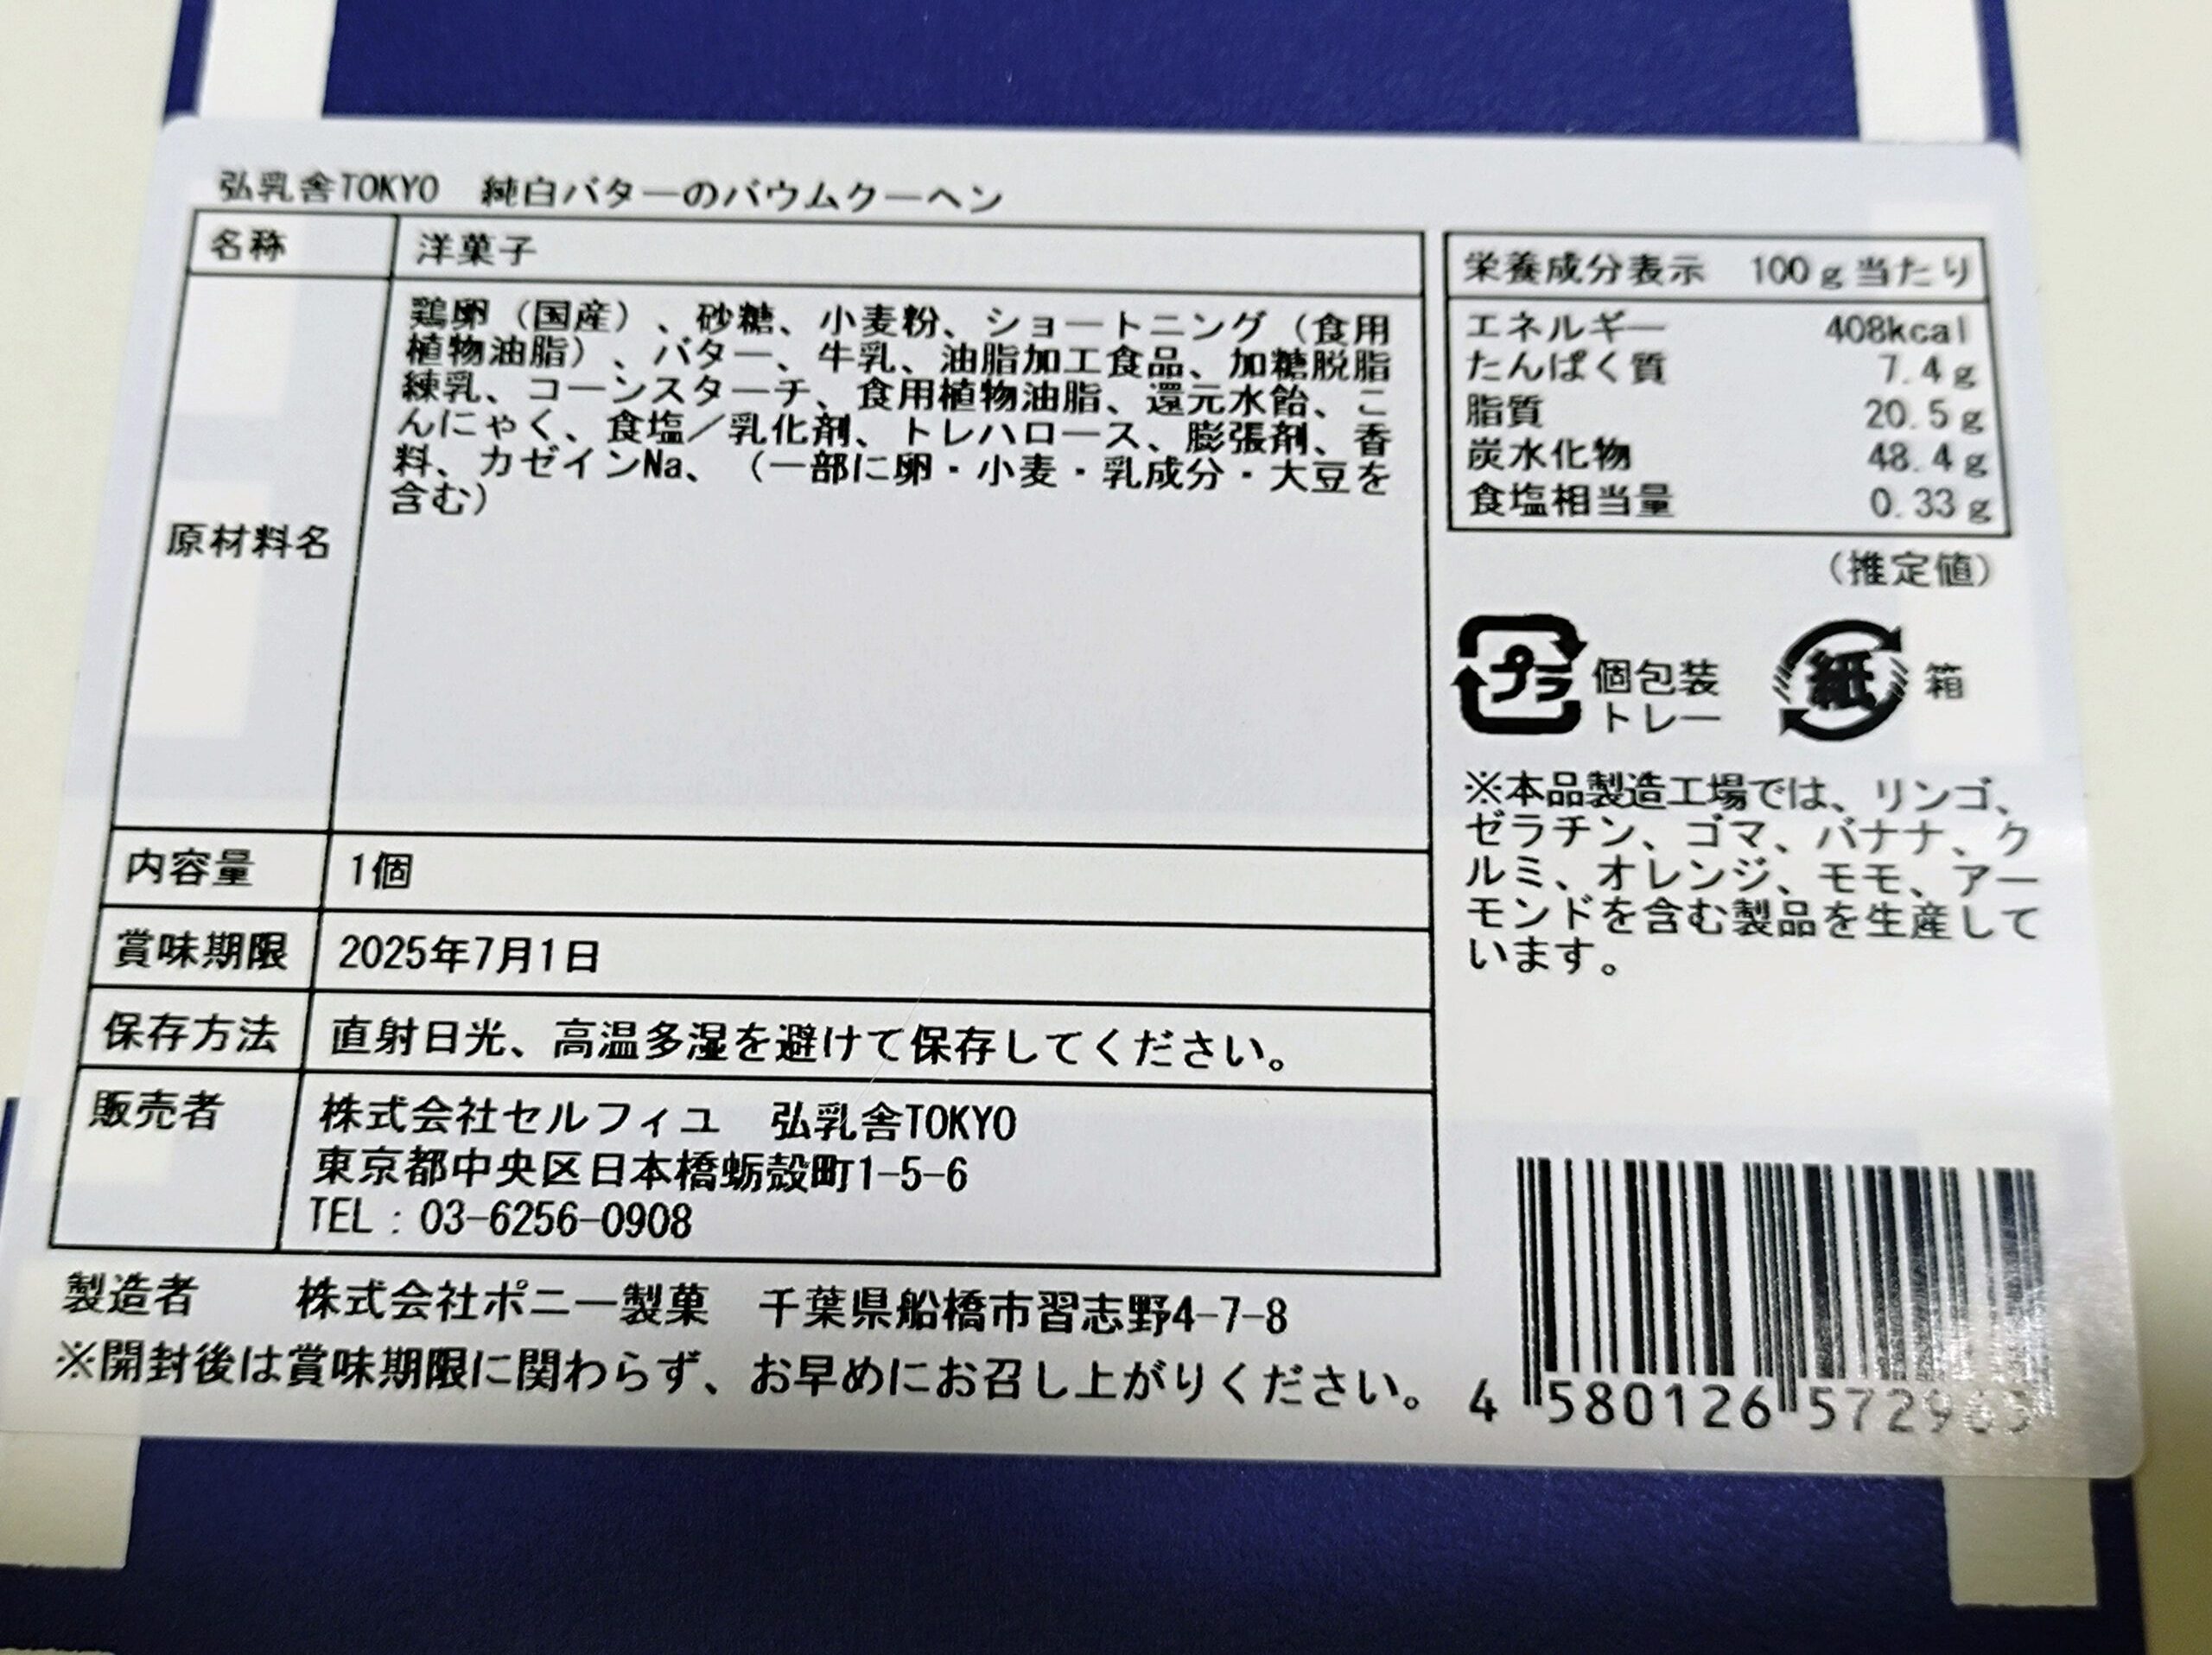 弘乳舎TOKYO　純白バターのバウムクーヘン
名称　洋菓子
原材料名
鶏卵（国産）、砂糖、小麦粉、ショートニング（食用
植物油脂）、バター、牛乳、油脂加工食品、加糖脱脂
練乳、コーンスターチ、食用植物油脂、還元水飴、こ
んにゃく、食塩／乳化剤、トレハロース、膨張剤、香
料、カゼインNa、（一部に卵・小麦・乳成分・大豆を
含む）
内容量　1個
賞味期限　2025年7月1日
保存方法　直射日光、高温多湿を避けて保存してください。
販売者　株式会社セルフィユ　弘乳舎TOKYO
東京都中央区日本橋蛎殻町1-5-6
TEL：03-6256-0908
製造者　株式会社ポニー製菓　千葉県船橋市習志野4-7-8
※開封後は賞味期限に関わらず、お早めにお召し上がりください。
栄養成分表示　100g当たり
エネルギー　408kcal
たんぱく質　7.4g
脂質　20.5g
炭水化物　48.4g
食塩相当量　0.33g
（推定値）
プラ　個包装
トレー
紙　箱
※本品製造工場では、リンゴ、
ゼラチン、ゴマ、バナナ、ク
ルミ、オレンジ、モモ、アー
モンドを含む製品を生産して
います。
4 580126 572963